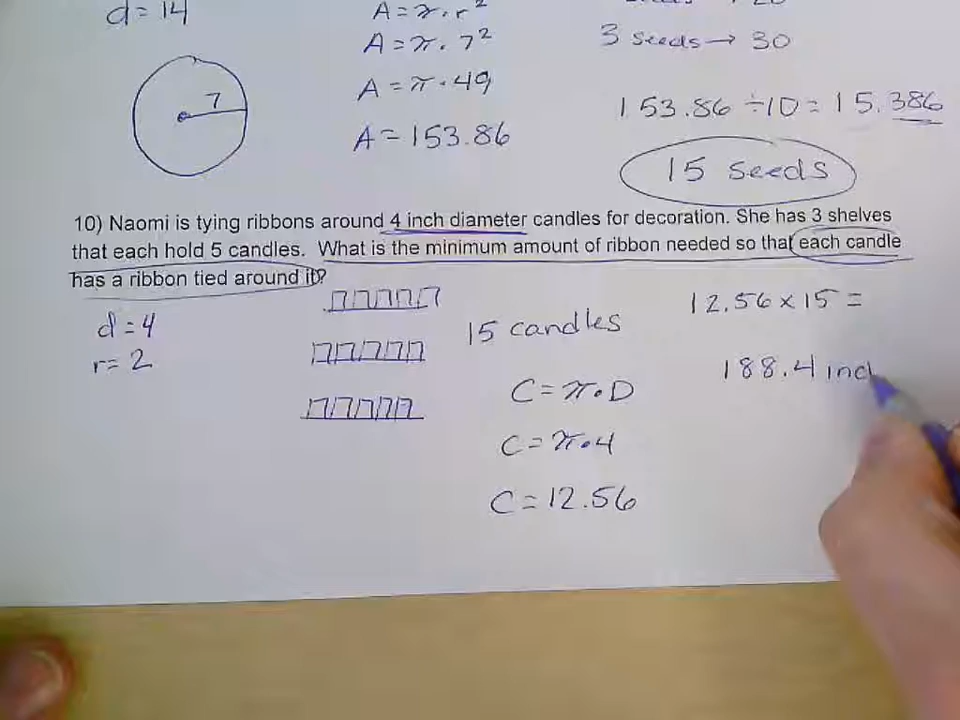 d = 14
A = π · r²
A = π · 7²
A = π · 49
A = 153.86
7
3 seeds → 30
153.86 ÷ 10 = 15.386
15 seeds
10) Naomi is tying ribbons around 4 inch diameter candles for decoration. She has 3 shelves
that each hold 5 candles. What is the minimum amount of ribbon needed so that each candle
has a ribbon tied around it?
d = 4
r = 2
15 candles
C = π · D
C = π · 4
C = 12.56
12.56 x 15 =
188.4 inc